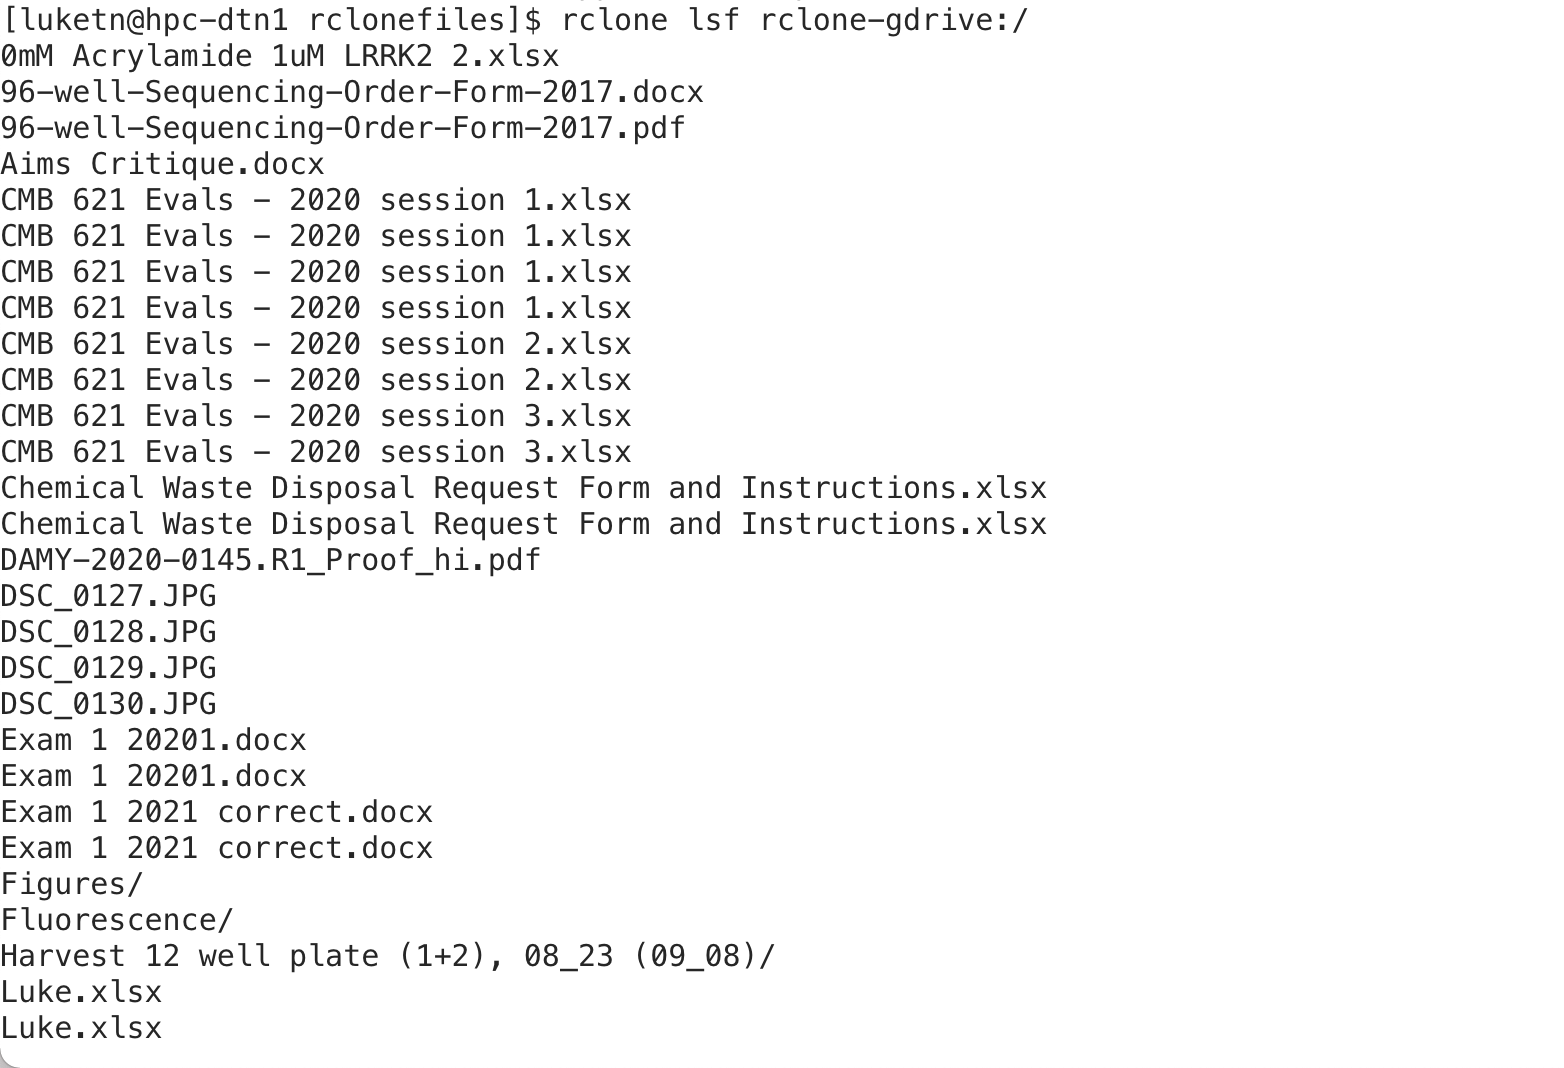 [luketn@hpc-dtn1 rclonefiles]$ rclone lsf rclone-gdrive:/
0mM Acrylamide 1uM LRRK2 2.xlsx
96-well-Sequencing-Order-Form-2017.docx
96-well-Sequencing-Order-Form-2017.pdf
Aims Critique.docx
CMB 621 Evals - 2020 session 1.xlsx
CMB 621 Evals - 2020 session 1.xlsx
CMB 621 Evals - 2020 session 1.xlsx
CMB 621 Evals - 2020 session 1.xlsx
CMB 621 Evals - 2020 session 2.xlsx
CMB 621 Evals - 2020 session 2.xlsx
CMB 621 Evals - 2020 session 3.xlsx
CMB 621 Evals - 2020 session 3.xlsx
Chemical Waste Disposal Request Form and Instructions.xlsx
Chemical Waste Disposal Request Form and Instructions.xlsx
DAMY-2020-0145.R1_Proof_hi.pdf
DSC_0127.JPG
DSC_0128.JPG
DSC_0129.JPG
DSC_0130.JPG
Exam 1 20201.docx
Exam 1 20201.docx
Exam 1 2021 correct.docx
Exam 1 2021 correct.docx
Figures/
Fluorescence/
Harvest 12 well plate (1+2), 08_23 (09_08)/
Luke.xlsx
Luke.xlsx